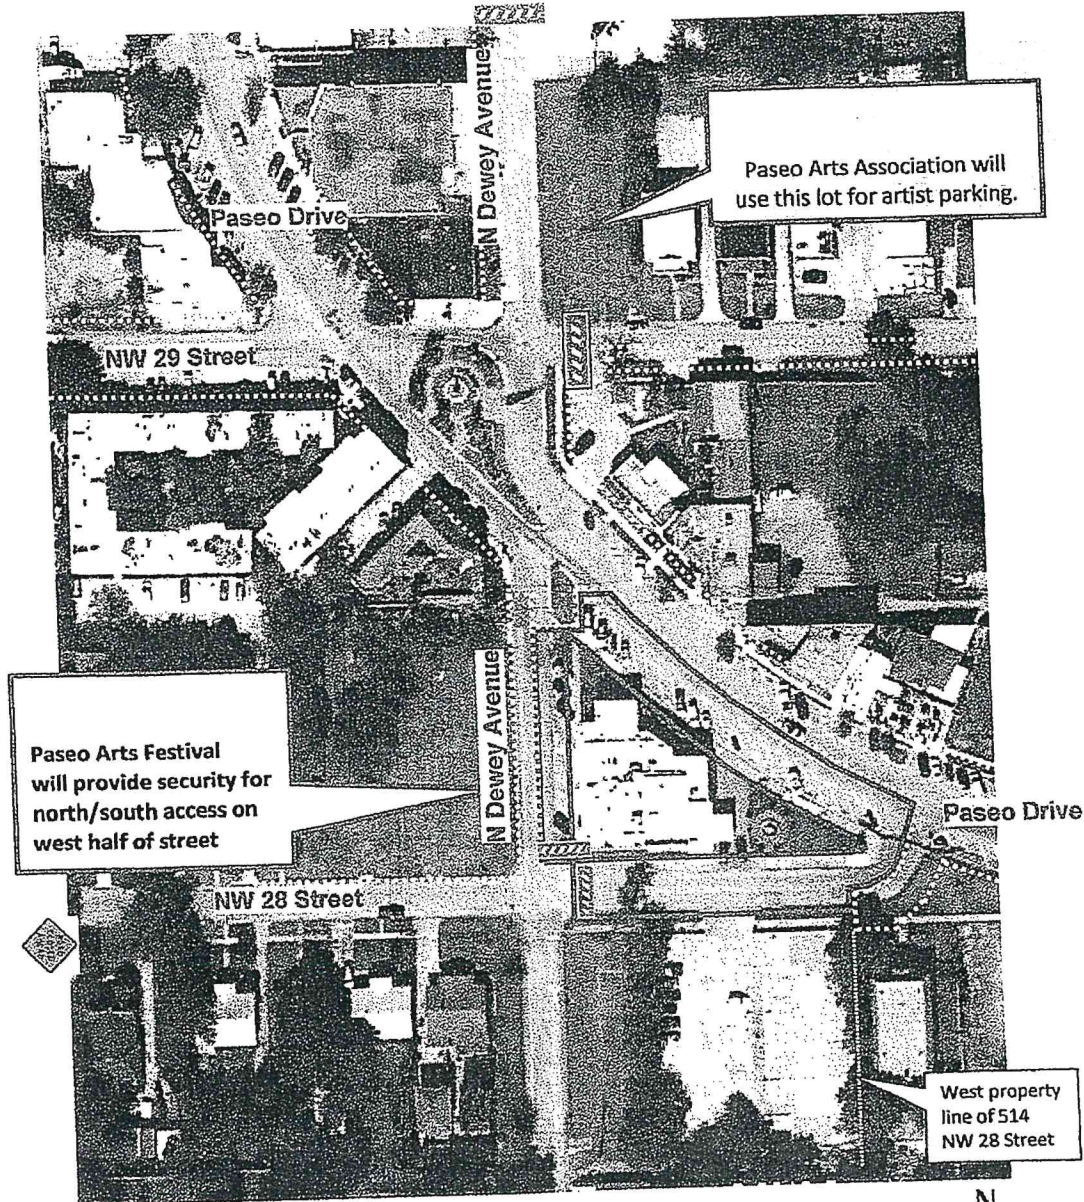 N Dewey Avenue
Paseo Arts Association will
use this lot for artist parking.
Paseo Drive
NW 29 Street
Paseo Arts Festival
will provide security for
north/south access on
west half of street
N Dewey Avenue
Paseo Drive
NW 28 Street
West property
line of 514
NW 28 Street
N